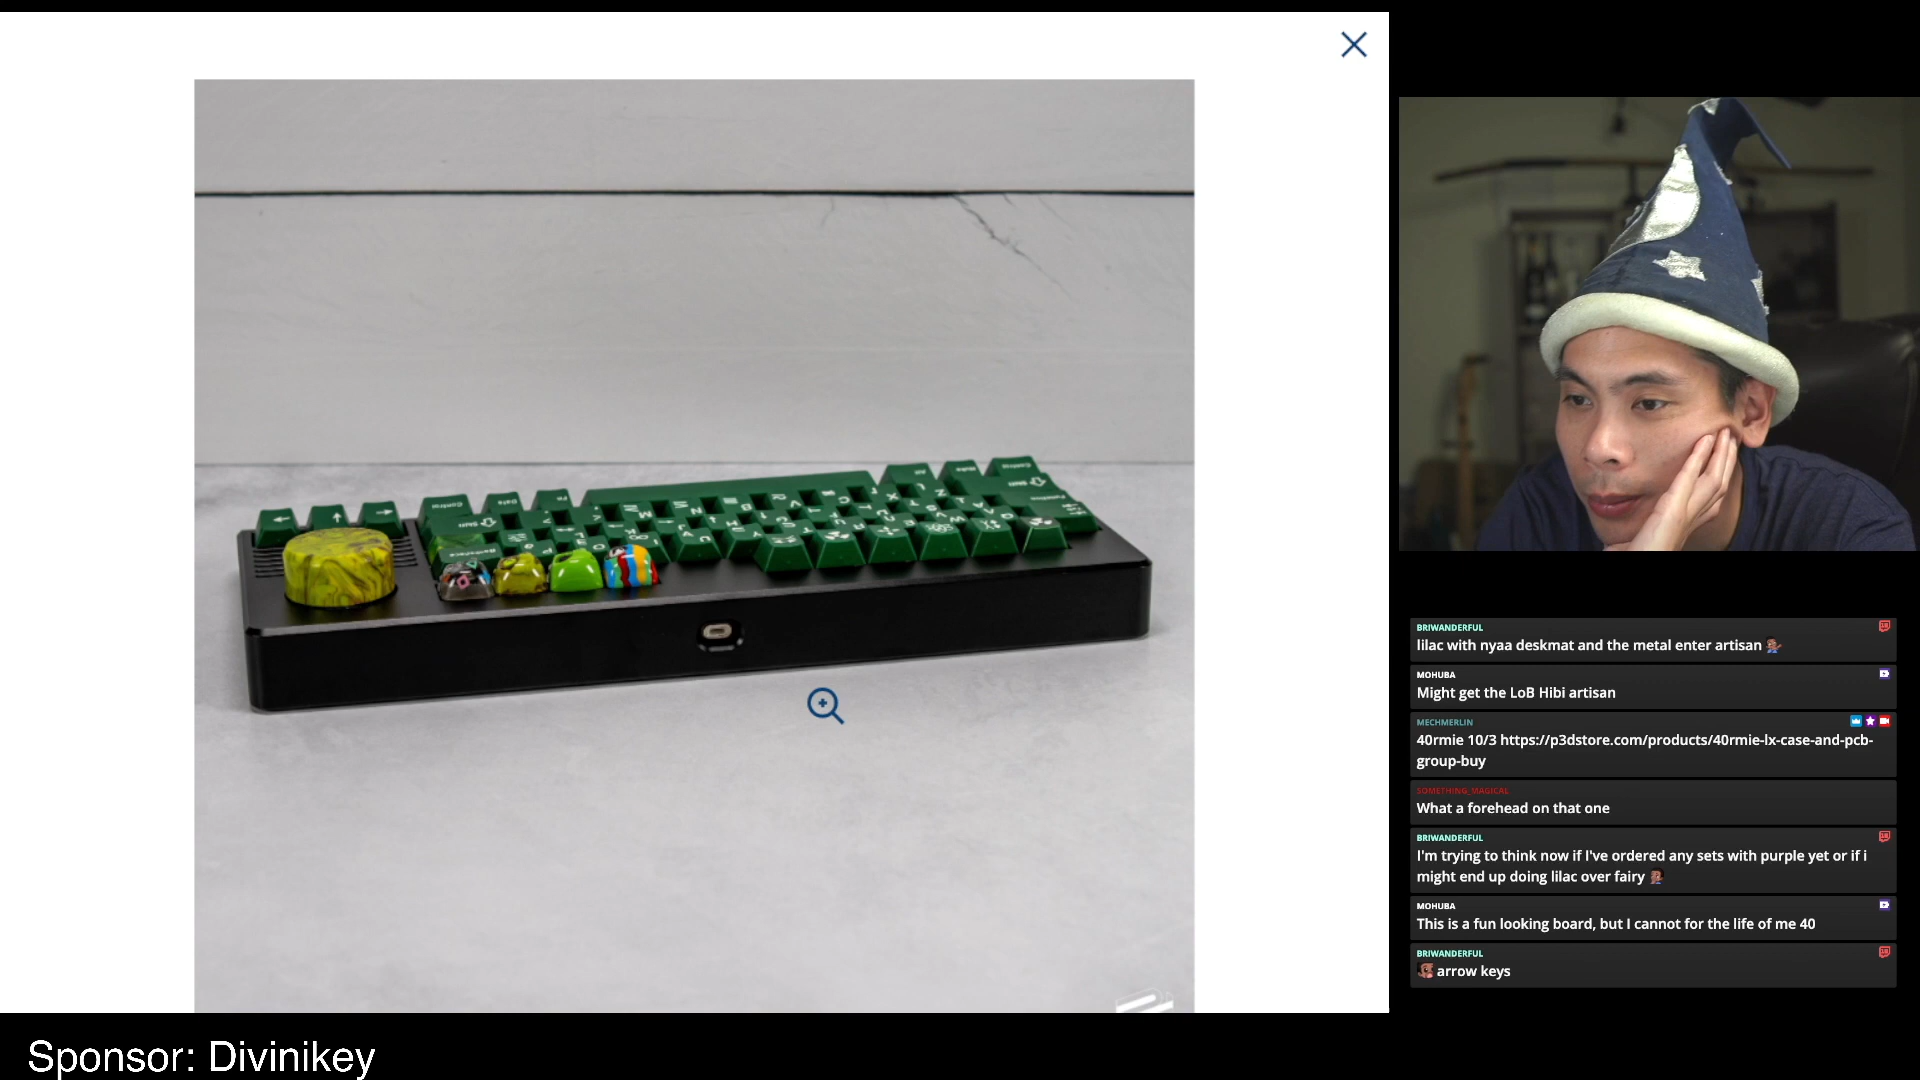 BRIWANDERFUL
lilac with nyaa deskmat and the metal enter artisan
MOHUBA
Might get the LoB Hibi artisan
MECHMERLIN
40rmie 10/3 https://p3dstore.com/products/40rmie-lx-case-and-pcb-
group-buy
SOMETHING_MAGICAL
What a forehead on that one
BRIWANDERFUL
I'm trying to think now if I've ordered any sets with purple yet or if i
might end up doing lilac over fairy
MOHUBA
This is a fun looking board, but I cannot for the life of me 40
BRIWANDERFUL
arrow keys
Sponsor: Divinikey